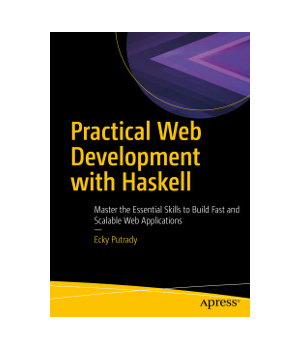 Practical Web
Development
with Haskell
Master the Essential Skills to Build Fast and
Scalable Web Applications
—
Ecky Putrady
Apress®